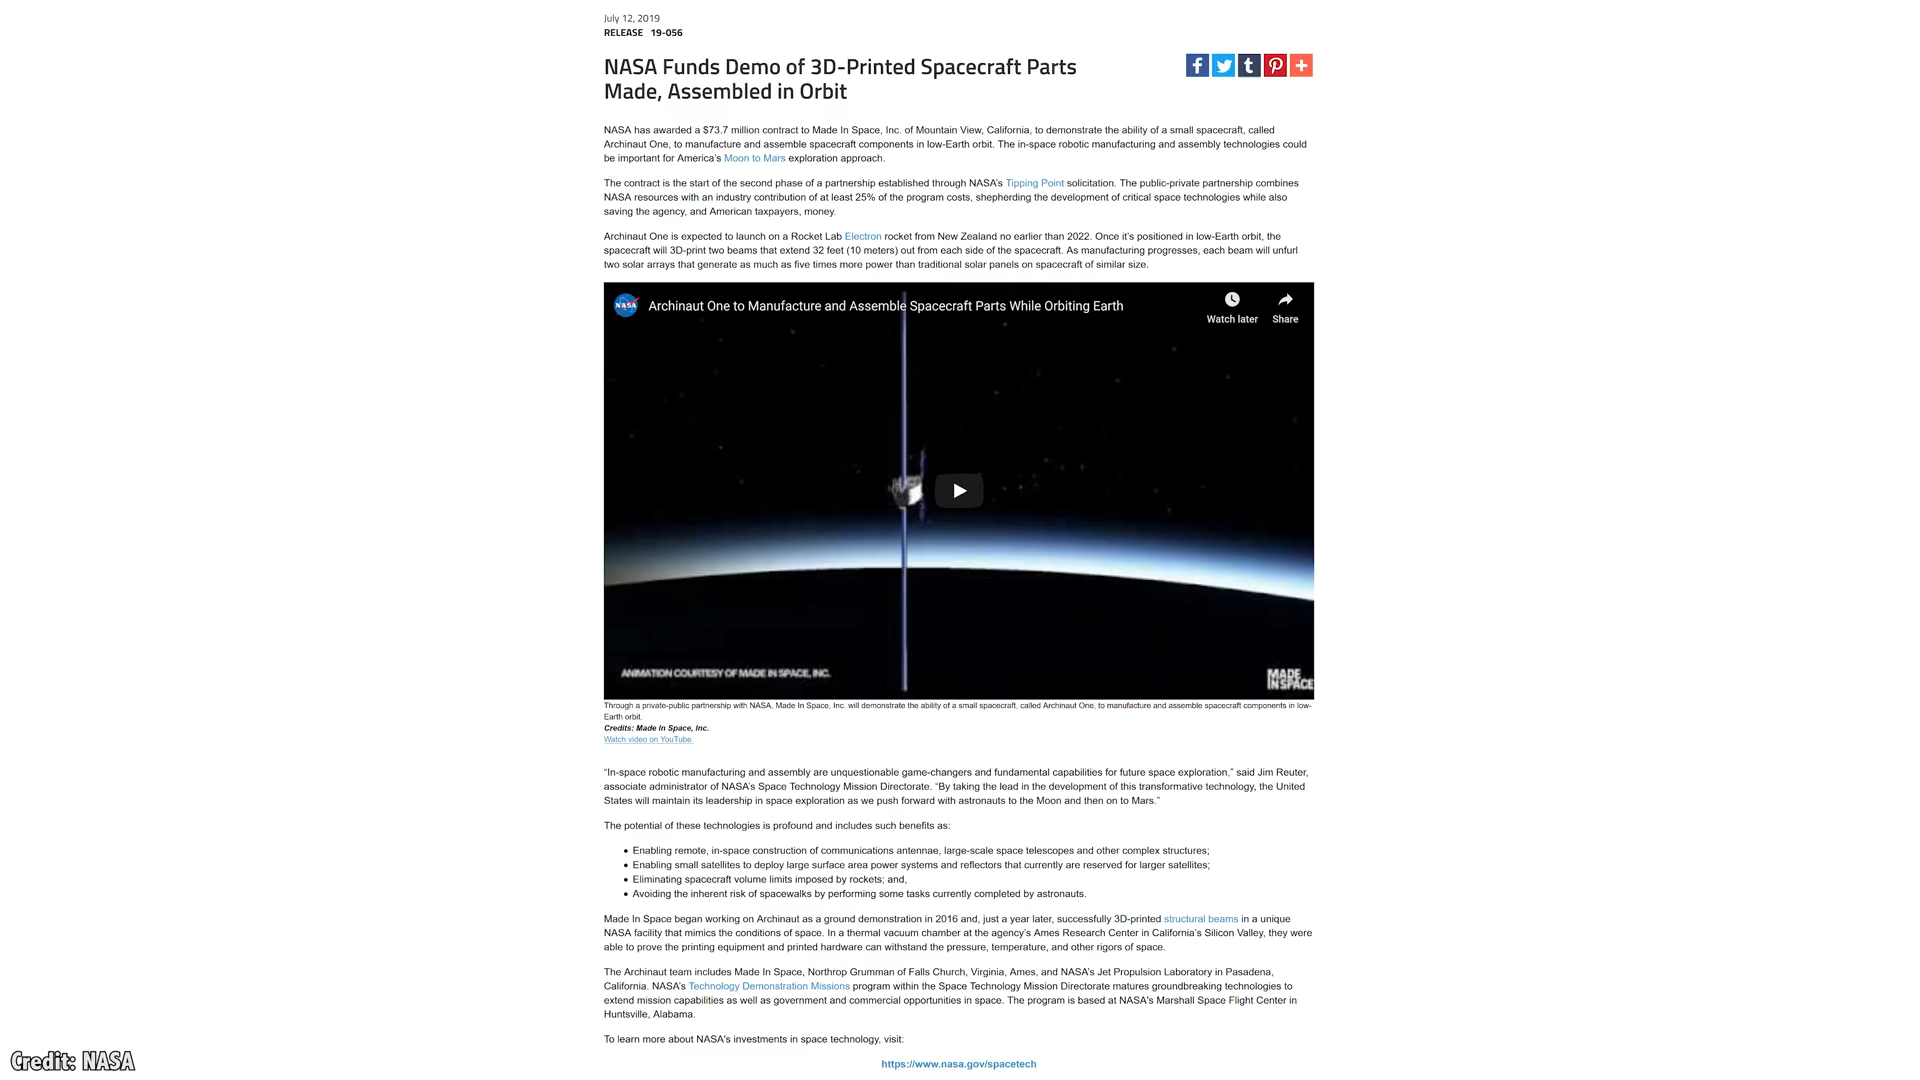 July 12, 2019
RELEASE 19-056
NASA Funds Demo of 3D-Printed Spacecraft Parts
Made, Assembled in Orbit
NASA has awarded a $73.7 million contract to Made In Space, Inc. of Mountain View, California, to demonstrate the ability of a small spacecraft, called
Archinaut One, to manufacture and assemble spacecraft components in low-Earth orbit. The in-space robotic manufacturing and assembly technologies could
be important for America’s Moon to Mars exploration approach.
The contract is the start of the second phase of a partnership established through NASA’s Tipping Point solicitation. The public-private partnership combines
NASA resources with an industry contribution of at least 25% of the program costs, shepherding the development of critical space technologies while also
saving the agency, and American taxpayers, money.
Archinaut One is expected to launch on a Rocket Lab Electron rocket from New Zealand no earlier than 2022. Once it’s positioned in low-Earth orbit, the
spacecraft will 3D-print two beams that extend 32 feet (10 meters) out from each side of the spacecraft. As manufacturing progresses, each beam will unfurl
two solar arrays that generate as much as five times more power than traditional solar panels on spacecraft of similar size.
NASA
Archinaut One to Manufacture and Assemble Spacecraft Parts While Orbiting Earth
Watch later
Share
ANIMATION COURTESY OF MADE IN SPACE, INC.
MADE
IN SPACE
Through a private-public partnership with NASA, Made In Space, Inc. will demonstrate the ability of a small spacecraft, called Archinaut One, to manufacture and assemble spacecraft components in low-
Earth orbit.
Credits: Made In Space, Inc.
Watch video on YouTube.
“In-space robotic manufacturing and assembly are unquestionable game-changers and fundamental capabilities for future space exploration,” said Jim Reuter,
associate administrator of NASA’s Space Technology Mission Directorate. “By taking the lead in the development of this transformative technology, the United
States will maintain its leadership in space exploration as we push forward with astronauts to the Moon and then on to Mars.”
The potential of these technologies is profound and includes such benefits as:
• Enabling remote, in-space construction of communications antennae, large-scale space telescopes and other complex structures;
• Enabling small satellites to deploy large surface area power systems and reflectors that currently are reserved for larger satellites;
• Eliminating spacecraft volume limits imposed by rockets; and,
• Avoiding the inherent risk of spacewalks by performing some tasks currently completed by astronauts.
Made In Space began working on Archinaut as a ground demonstration in 2016 and, just a year later, successfully 3D-printed structural beams in a unique
NASA facility that mimics the conditions of space. In a thermal vacuum chamber at the agency’s Ames Research Center in California’s Silicon Valley, they were
able to prove the printing equipment and printed hardware can withstand the pressure, temperature, and other rigors of space.
The Archinaut team includes Made In Space, Northrop Grumman of Falls Church, Virginia, Ames, and NASA’s Jet Propulsion Laboratory in Pasadena,
California. NASA’s Technology Demonstration Missions program within the Space Technology Mission Directorate matures groundbreaking technologies to
extend mission capabilities as well as government and commercial opportunities in space. The program is based at NASA's Marshall Space Flight Center in
Huntsville, Alabama.
To learn more about NASA's investments in space technology, visit:
https://www.nasa.gov/spacetech
Credit: NASA